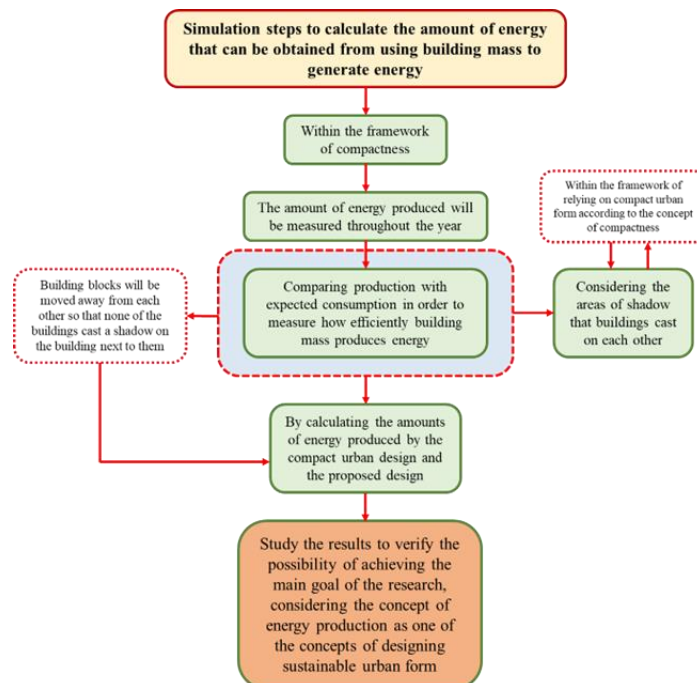 Simulation steps to calculate the amount of energy
that can be obtained from using building mass to
generate energy
Within the framework
of compactness
The amount of energy produced will
be measured throughout the year
Within the framework of
relying on compact urban
form according to the concept
of compactness
Building blocks will be
moved away from each
other so that none of the
buildings cast a shadow on
the building next to them
Comparing production with
expected consumption in order to
measure how efficiently building
mass produces energy
Considering the
areas of shadow
that buildings cast
on each other
By calculating the amounts
of energy produced by the
compact urban design and
the proposed design
Study the results to verify the
possibility of achieving the
main goal of the research,
considering the concept of
energy production as one of
the concepts of designing
sustainable urban form